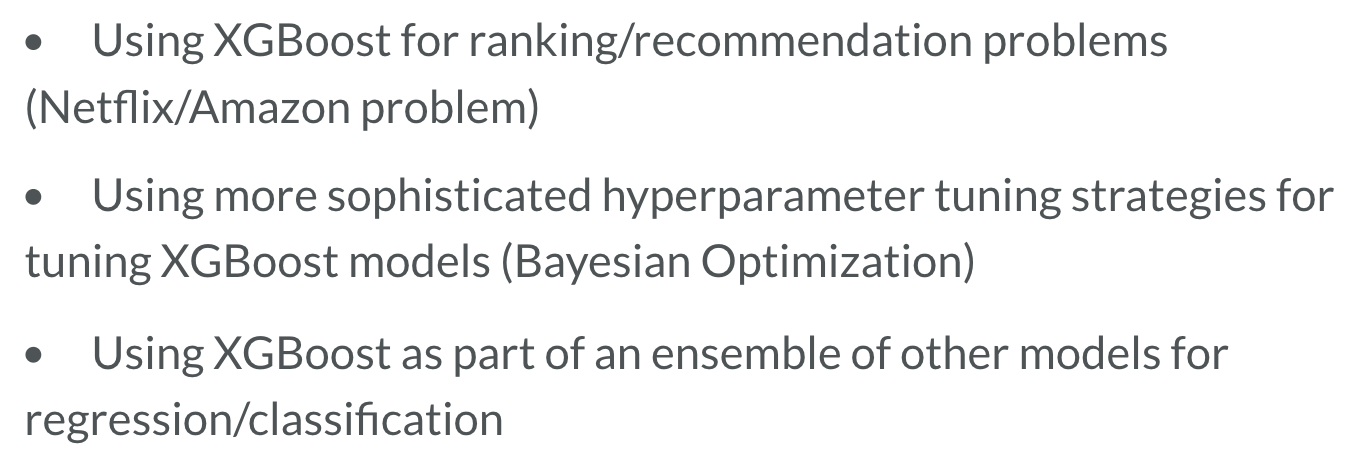 • Using XGBoost for ranking/recommendation problems
(Netflix/Amazon problem)
• Using more sophisticated hyperparameter tuning strategies for
tuning XGBoost models (Bayesian Optimization)
• Using XGBoost as part of an ensemble of other models for
regression/classification